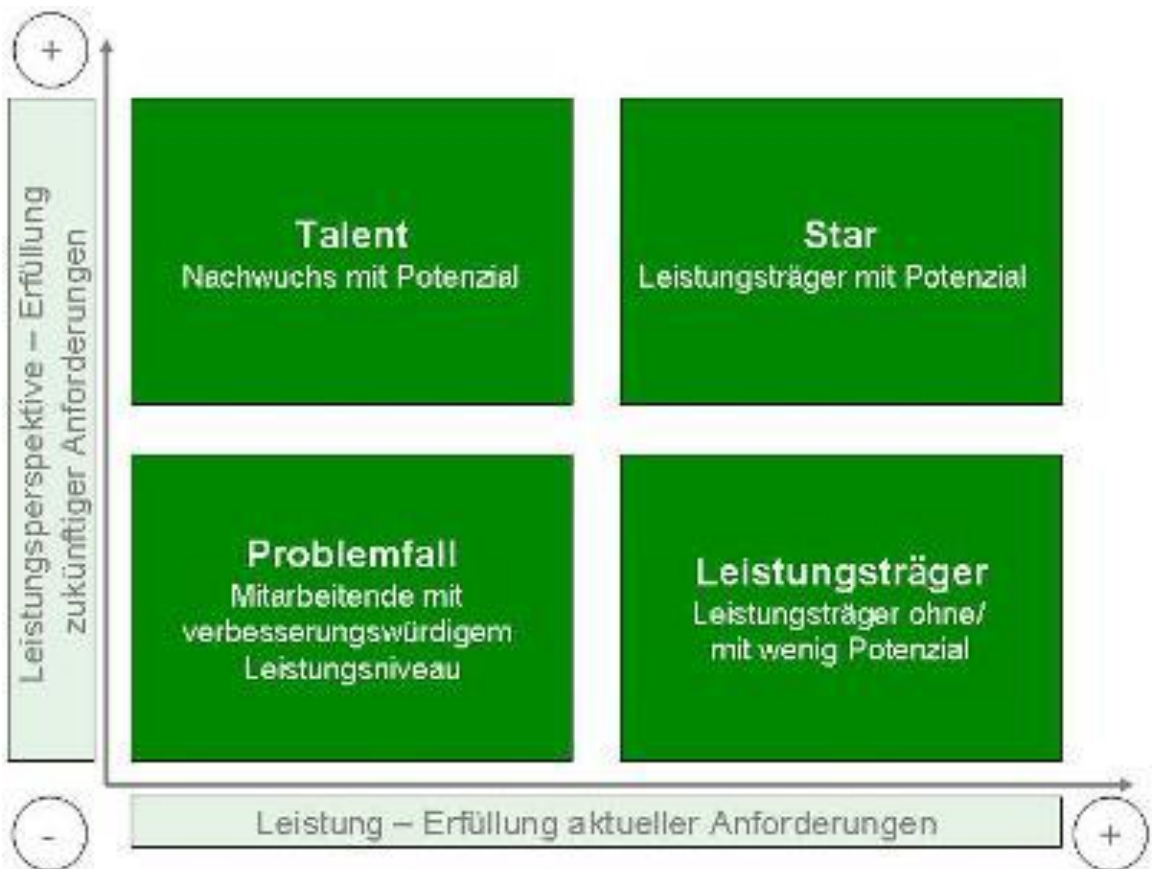 +
Leistungsperspektive – Erfüllung
zukünftiger Anforderungen
Talent
Nachwuchs mit Potenzial
Star
Leistungsträger mit Potenzial
Problemfall
Mitarbeitende mit
verbesserungswürdigem
Leistungsniveau
Leistungsträger
Leistungsträger ohne/
mit wenig Potenzial
-
Leistung – Erfüllung aktueller Anforderungen
+